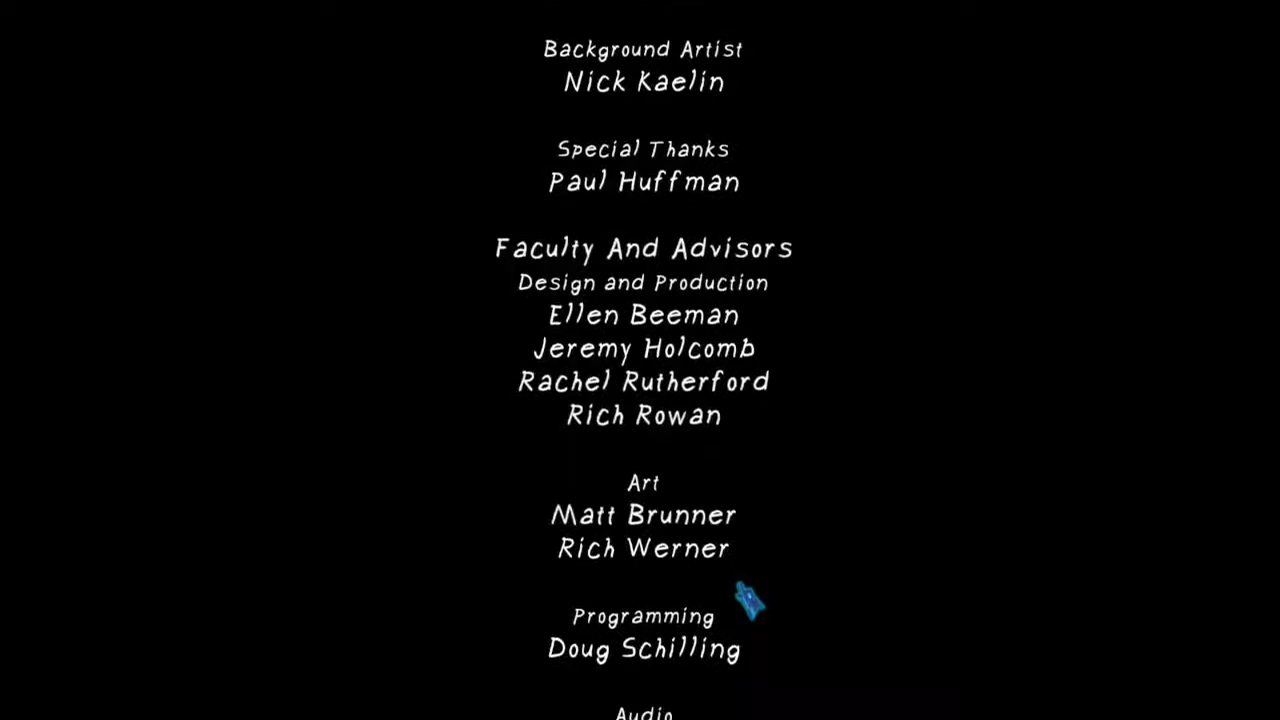 Background Artist
Nick Kaelin
Special Thanks
Paul Huffman
Faculty And Advisors
Design and Production
Ellen Beeman
Jeremy Holcomb
Rachel Rutherford
Rich Rowan
Art
Matt Brunner
Rich Werner
Programming
Doug Schilling
Audio